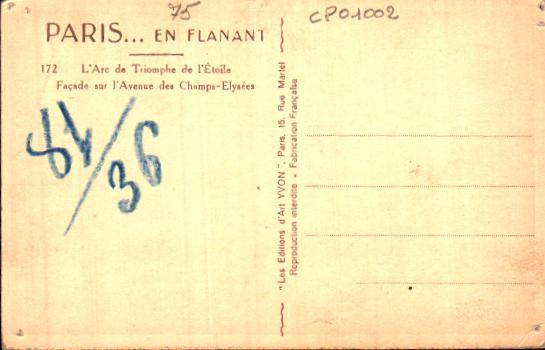 75
CPO1002
PARIS... EN FLANANT
172 L'Arc de Triomphe de l'Étoile
Façade sur l'Avenue des Champs-Elysées
84/36
"Les Editions d'Art YVON", Paris, 15, Rue Martel
Reproduction interdite - Fabrication Française